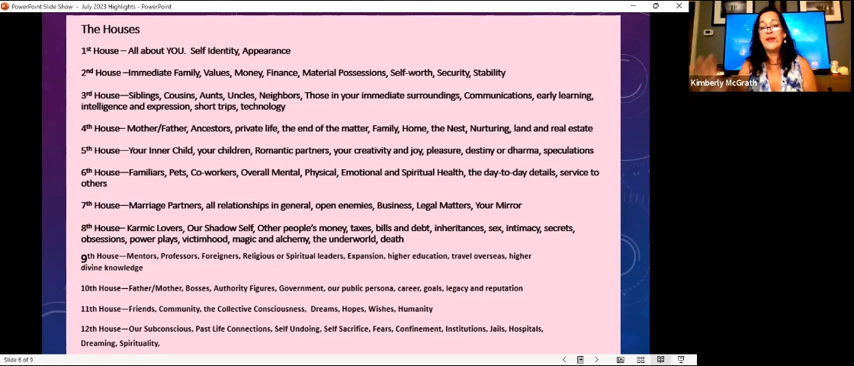 PowerPoint Slide Show - July 2023 Highlights - PowerPoint
The Houses
1st House – All about YOU. Self Identity, Appearance
2nd House –Immediate Family, Values, Money, Finance, Material Possessions, Self-worth, Security, Stability
3rd House—Siblings, Cousins, Aunts, Uncles, Neighbors, Those in your immediate surroundings, Communications, early learning,
intelligence and expression, short trips, technology
4th House– Mother/Father, Ancestors, private life, the end of the matter, Family, Home, the Nest, Nurturing, land and real estate
5th House—Your Inner Child, your children, Romantic partners, your creativity and joy, pleasure, destiny or dharma, speculations
6th House—Familiars, Pets, Co-workers, Overall Mental, Physical, Emotional and Spiritual Health, the day-to-day details, service to
others
7th House—Marriage Partners, all relationships in general, open enemies, Business, Legal Matters, Your Mirror
8th House—Karmic Lovers, Our Shadow Self, Other people's money, taxes, bills and debt, inheritances, sex, intimacy, secrets,
obsessions, power plays, victimhood, magic and alchemy, the underworld, death
9th House—Mentors, Professors, Foreigners, Religious or Spiritual leaders, Expansion, higher education, travel overseas, higher
divine knowledge
10th House—Father/Mother, Bosses, Authority Figures, Government, our public persona, career, goals, legacy and reputation
11th House—Friends, Community, the Collective Consciousness, Dreams, Hopes, Wishes, Humanity
12th House—Our Subconscious, Past Life Connections, Self Undoing, Self Sacrifice, Fears, Confinement, Institutions, Jails, Hospitals,
Dreaming, Spirituality,
Slide 6 of 9
Kimberly McGrath